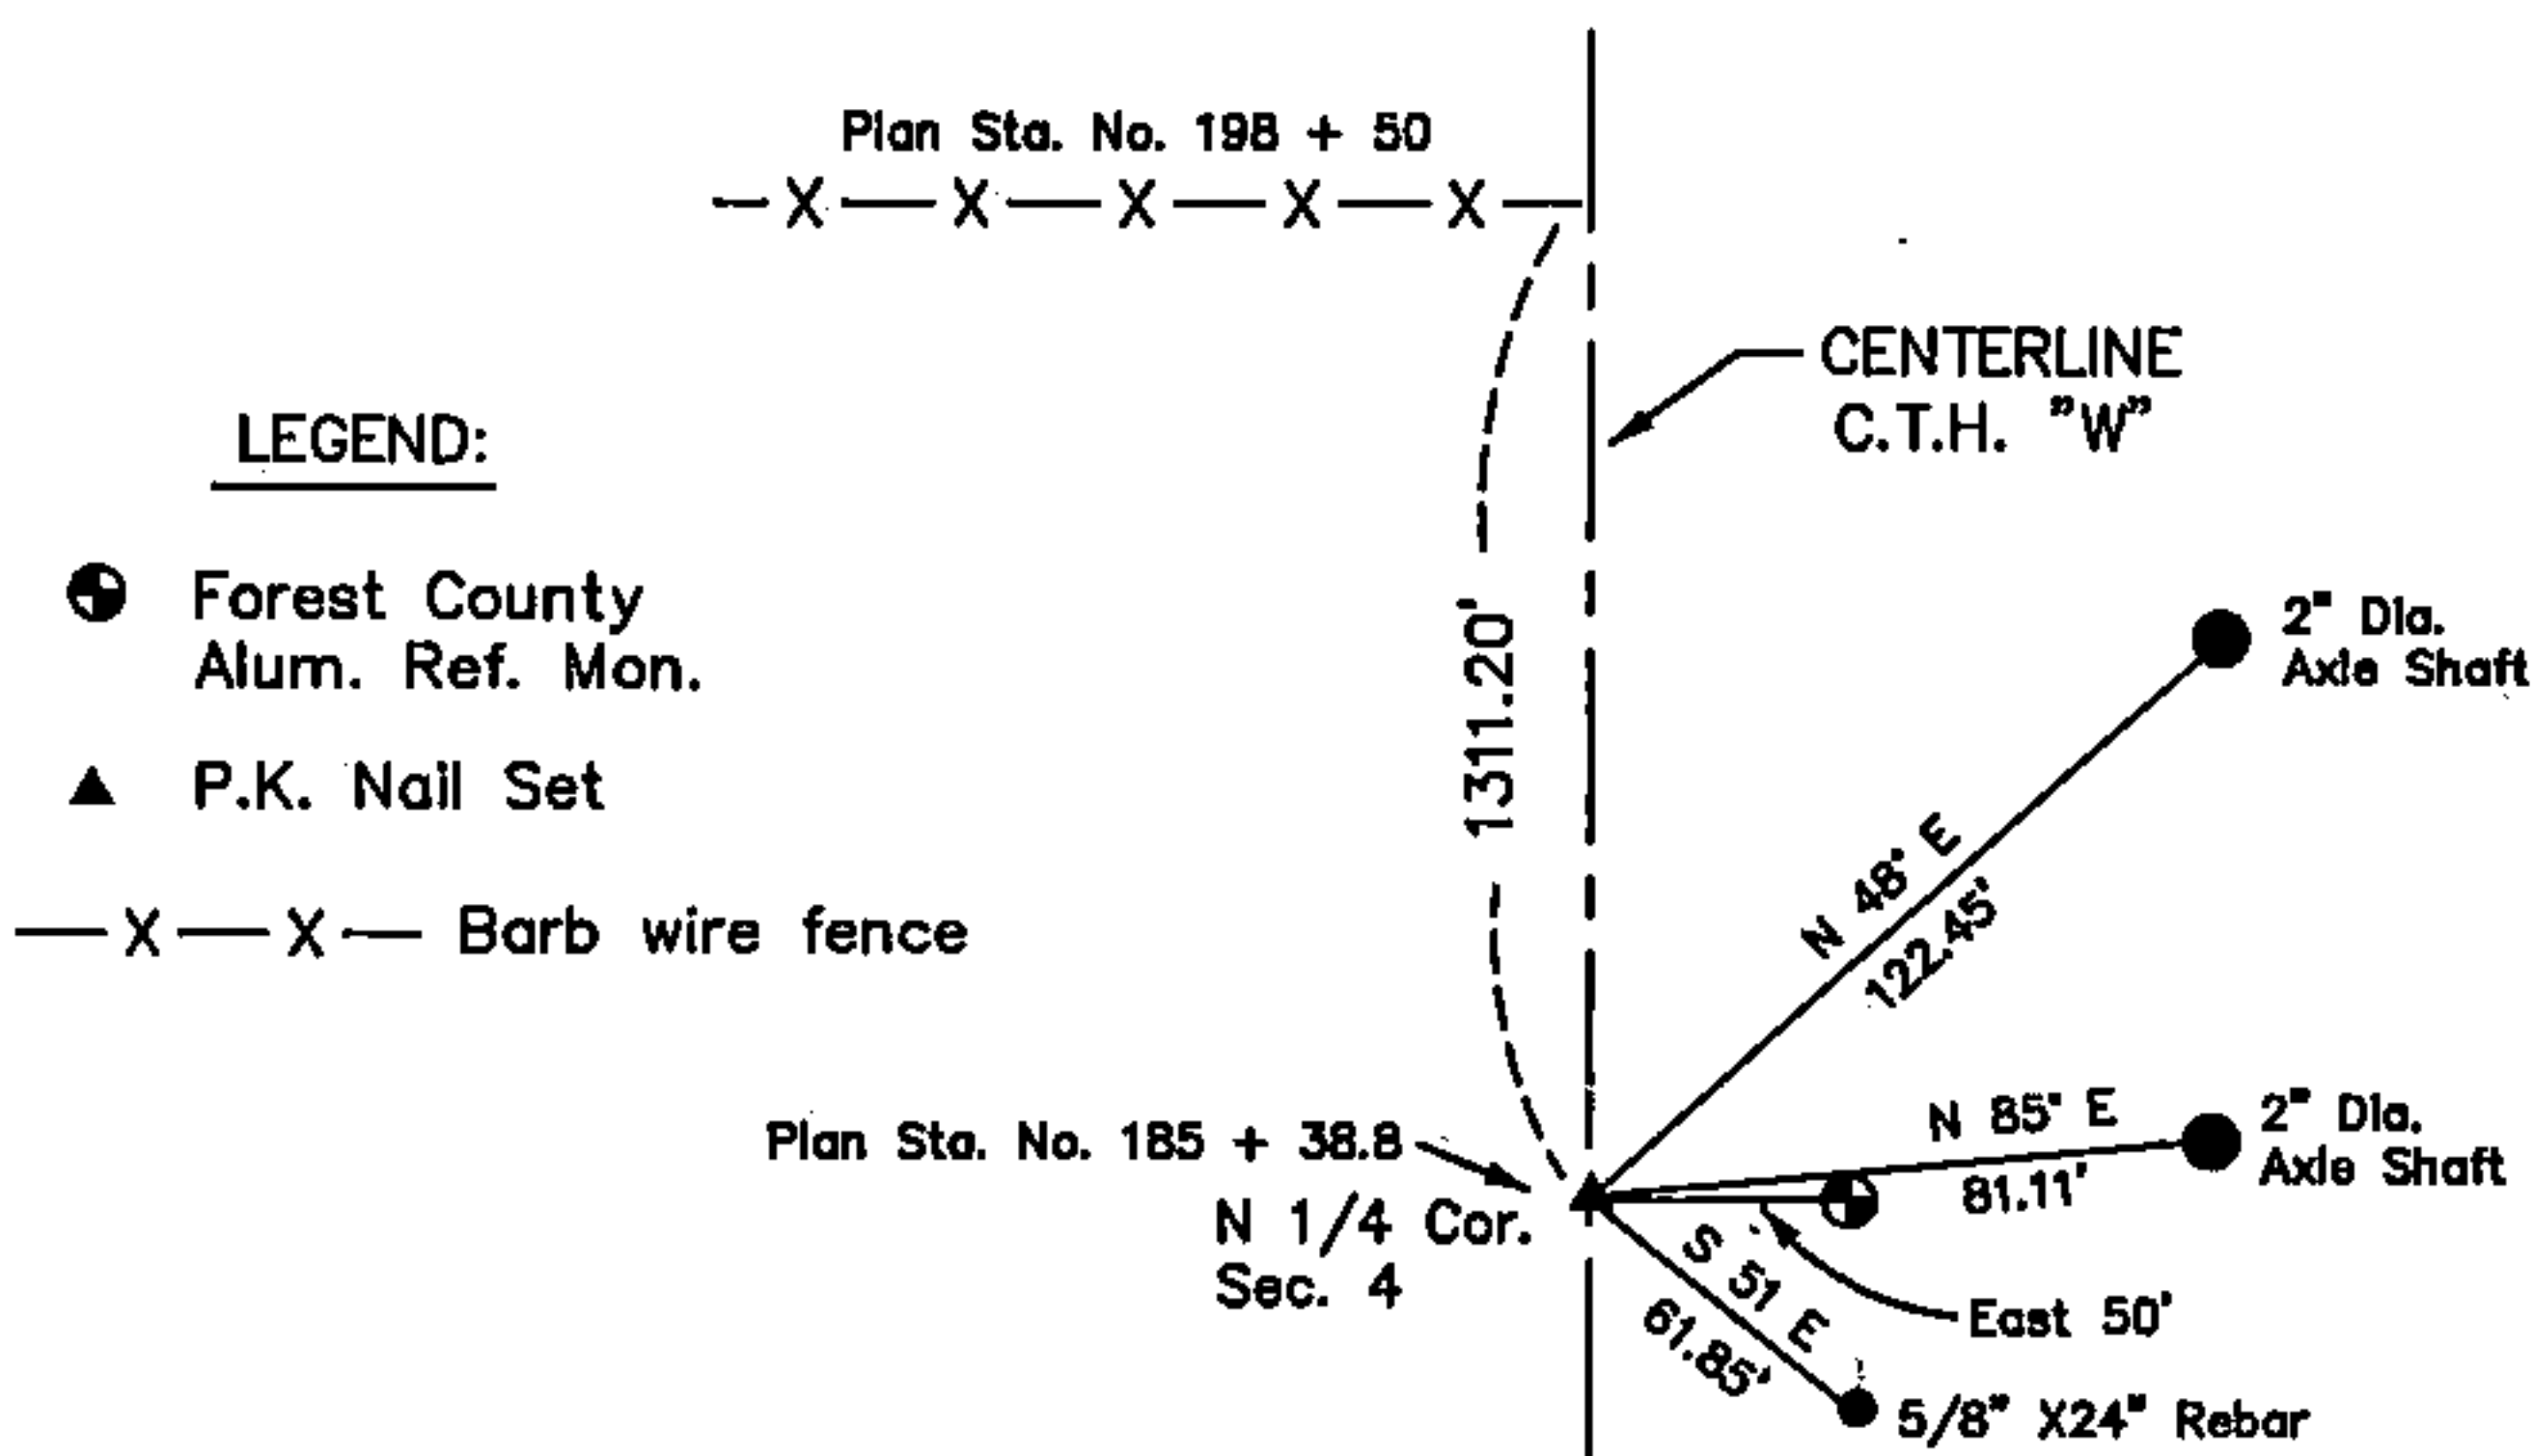 Plan Sta. No. 198 + 50
CENTERLINE
C.T.H. "W"
LEGEND:
Forest County
Alum. Ref. Mon.
P.K. Nail Set
—X—X— Barb wire fence
1311.20'
2" Dia.
Axle Shaft
N 48° E
122.45'
Plan Sta. No. 185 + 38.8
N 1/4 Cor.
Sec. 4
N 85° E
81.11'
2" Dia.
Axle Shaft
S 51 E
61.85'
East 50'
5/8" X24" Rebar